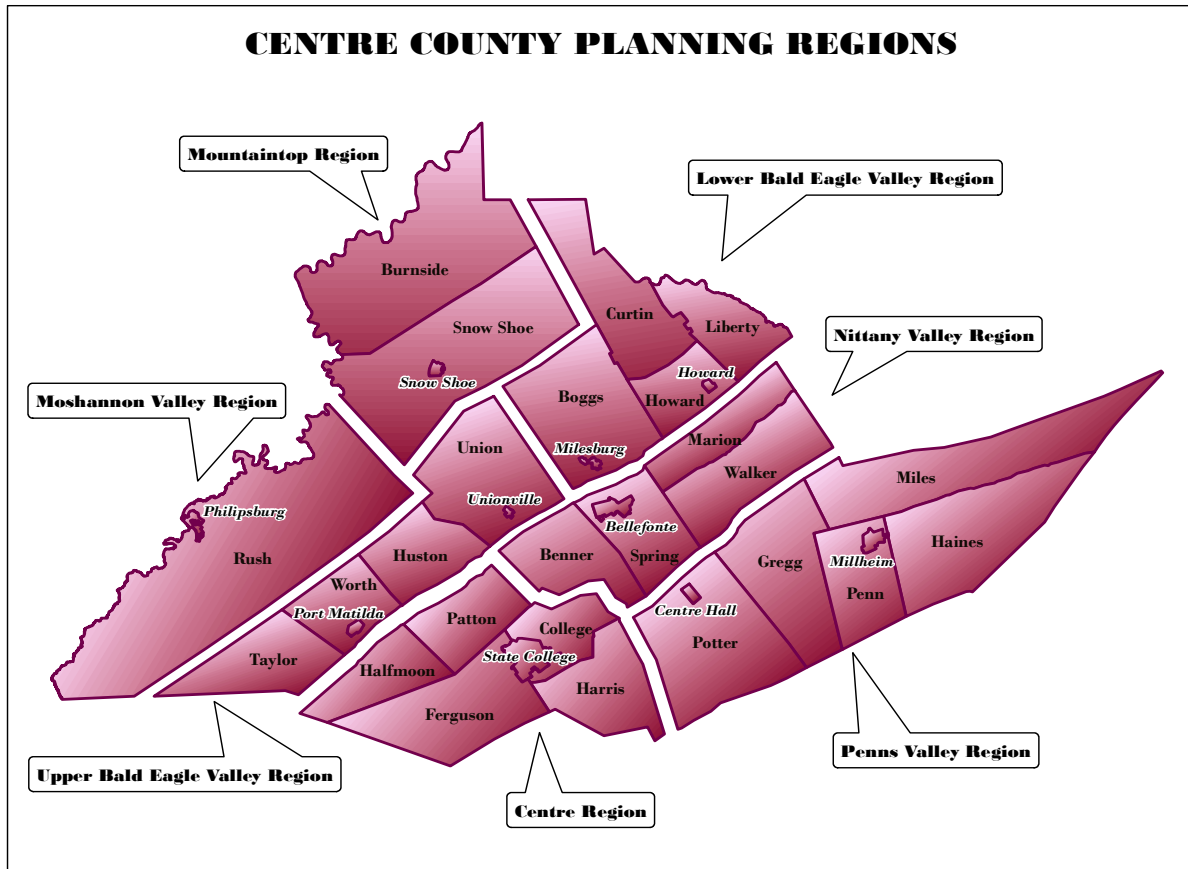 CENTRE COUNTY PLANNING REGIONS
Mountaintop Region
Lower Bald Eagle Valley Region
Burnside
Snow Shoe
Curtin
Liberty
Nittany Valley Region
Snow Shoe
Howard
Moshannon Valley Region
Boggs
Howard
Union
Milesburg
Marion
Walker
Miles
Unionville
Philipsburg
Bellefonte
Rush
Huston
Benner
Spring
Gregg
Millheim
Haines
Worth
Port Matilda
Patton
College
Centre Hall
Penn
Taylor
Halfmoon
State College
Potter
Harris
Ferguson
Upper Bald Eagle Valley Region
Centre Region
Penns Valley Region